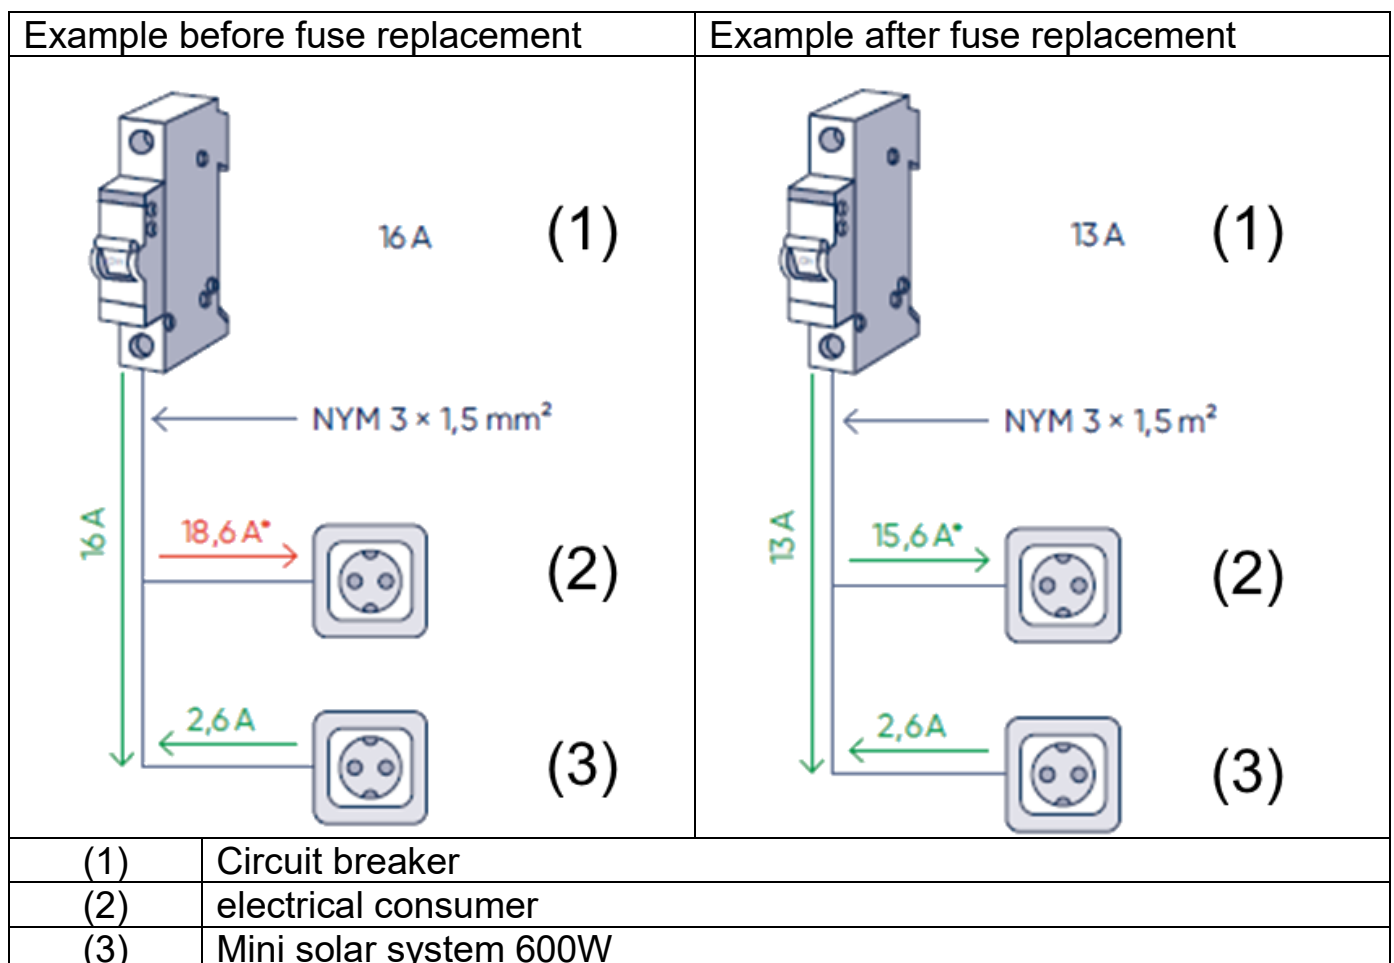 Example before fuse replacement
Example after fuse replacement
16 A
(1)
NYM 3 × 1,5 mm²
16 A
18,6 A*
(2)
2,6 A
(3)
13 A
(1)
NYM 3 × 1,5 m²
13 A
15,6 A*
(2)
2,6 A
(3)
(1) Circuit breaker
(2) electrical consumer
(3) Mini solar system 600W